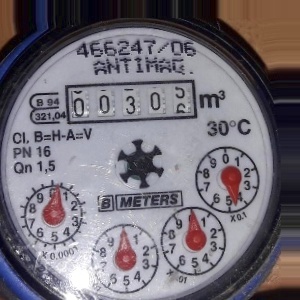 466247/06
ANTIMAG.
B 94
321,04
0030
m³
Cl. B=H-A=V
30°C
PN 16
Qn 1,5
B METERS
X 0.1
X 0.0001